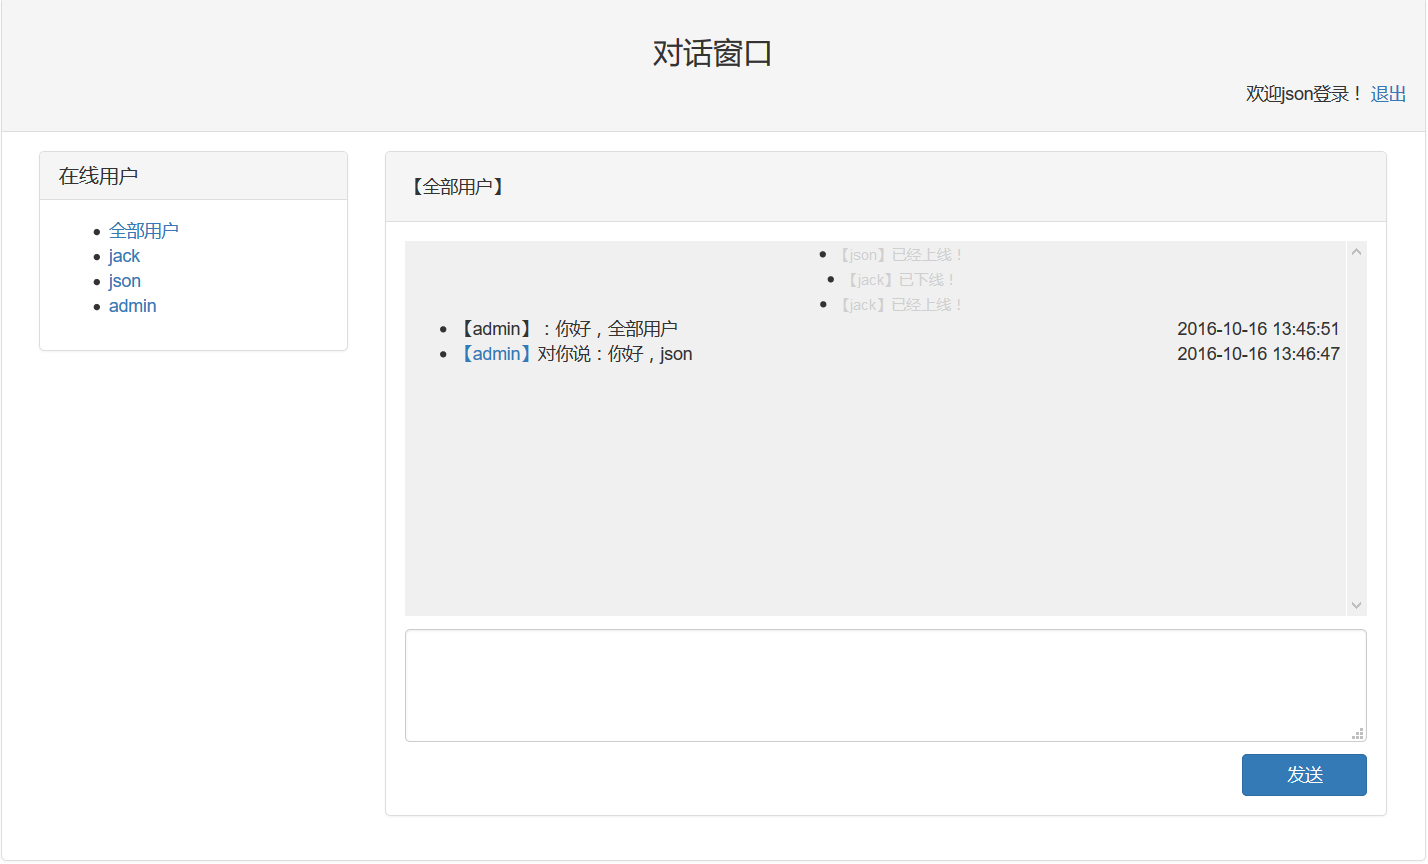 对话窗口
欢迎json登录！ 退出
在线用户
全部用户
jack
json
admin
【全部用户】
【json】已经上线！
【jack】已下线！
【jack】已经上线！
【admin】：你好，全部用户 2016-10-16 13:45:51
【admin】对你说：你好，json 2016-10-16 13:46:47
发送